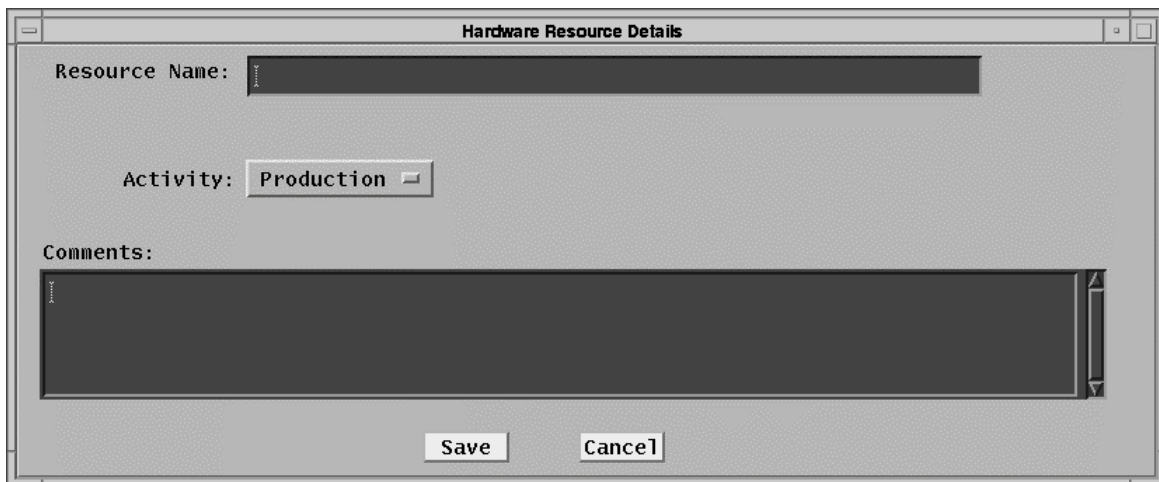 Hardware Resource Details
Resource Name:
Activity: Production
Comments:
Save Cancel